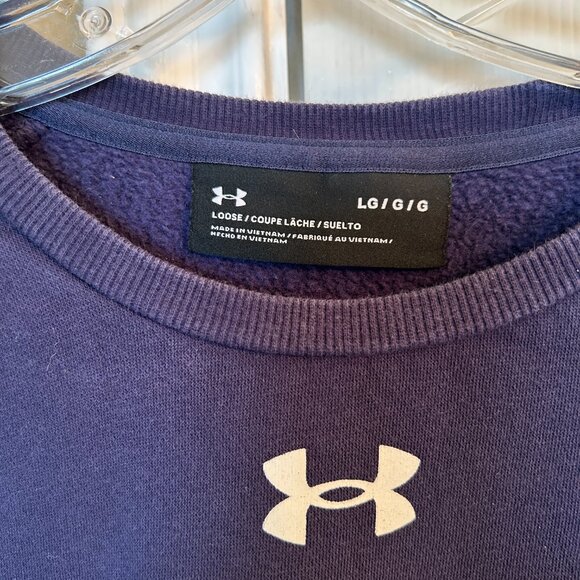 LG / G / G
LOOSE / COUPE LÂCHE / SUELTO
MADE IN VIETNAM / FABRIQUÉ AU VIETNAM /
HECHO EN VIETNAM